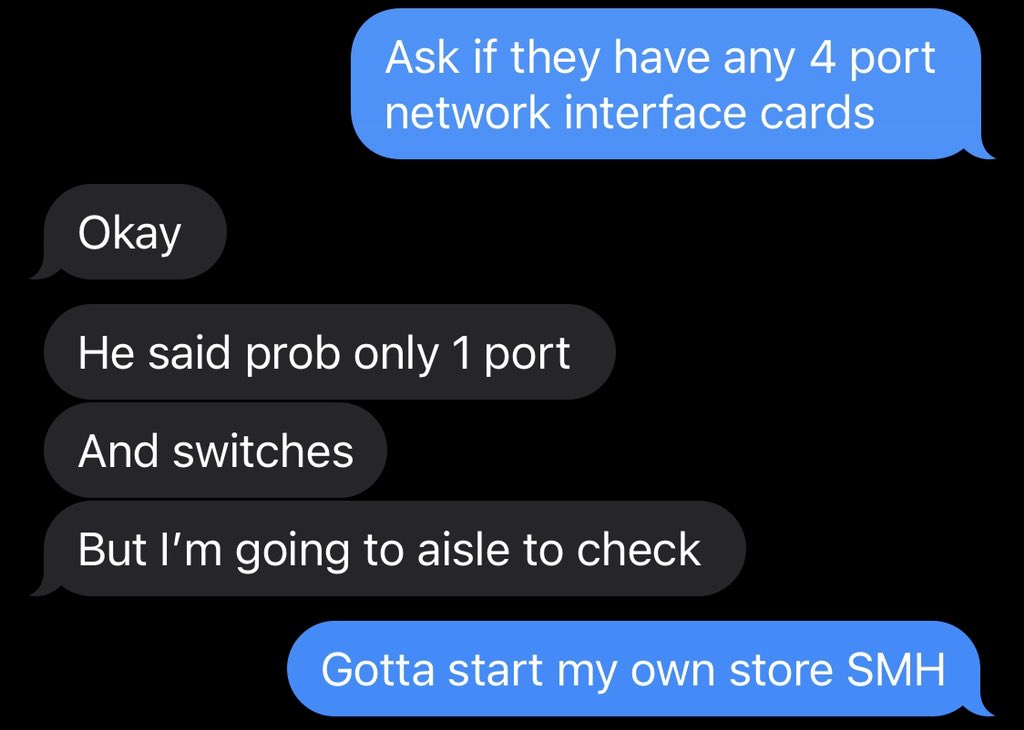 Ask if they have any 4 port
network interface cards
Okay
He said prob only 1 port
And switches
But I’m going to aisle to check
Gotta start my own store SMH